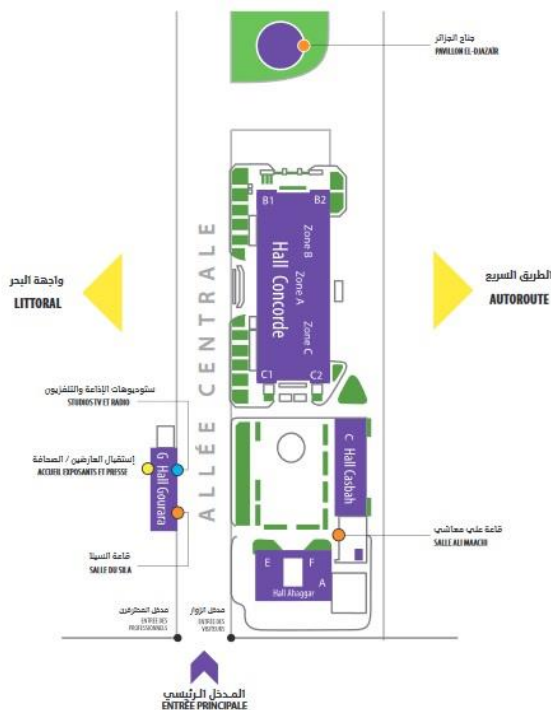 جناح الجزائر
PAVILLON EL-DJAZAÏR
B1
B2
Zone B
Zone A
Hall Concorde
Zone C
C1
C2
ALLÉE CENTRALE
واجهة البحر
LITTORAL
الطريق السريع
AUTOROUTE
ستوديوهات الإذاعة والتلفزيون
STUDIOS TV ET RADIO
إستقبال العارضين / الصحافة
ACCUEIL EXPOSANTS ET PRESSE
G
Hall Gourara
C
Hall Casbah
قاعة السيلا
SALLE DU SILA
قاعة علي معاشي
SALLE ALI MAACHI
E
F
A
Hall Ahaggar
مدخل المحترفين
ENTRÉE DES
PROFESSIONNELS
مدخل الزوار
ENTRÉE DES
VISITEURS
المدخل الرئيسي
ENTRÉE PRINCIPALE